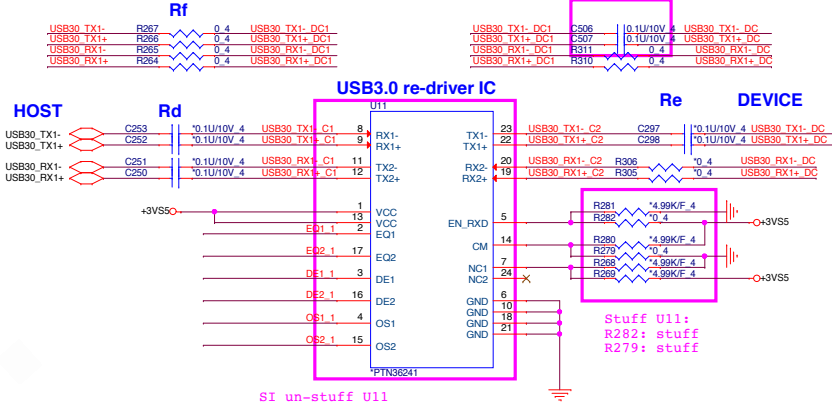 Rf
USB30_TX1- R267 0_4 USB30_TX1-_DC1
USB30_TX1+ R266 0_4 USB30_TX1+_DC1
USB30_RX1- R265 0_4 USB30_RX1-_DC1
USB30_RX1+ R264 0_4 USB30_RX1+_DC1
USB30_TX1-_DC1 C506 0.1U/10V_4 USB30_TX1-_DC
USB30_TX1+_DC1 C507 0.1U/10V_4 USB30_TX1+_DC
USB30_RX1-_DC1 R311 0_4 USB30_RX1-_DC
USB30_RX1+_DC1 R310 0_4 USB30_RX1+_DC
USB3.0 re-driver IC
HOST Rd U11 Re DEVICE
USB30_TX1- C253 *0.1U/10V_4 USB30_TX1-_C1 8 RX1- TX1- 23 USB30_TX1-_C2 C297 *0.1U/10V_4 USB30_TX1-_DC
USB30_TX1+ C252 *0.1U/10V_4 USB30_TX1+_C1 9 RX1+ TX1+ 22 USB30_TX1+_C2 C298 *0.1U/10V_4 USB30_TX1+_DC
USB30_RX1- C251 *0.1U/10V_4 USB30_RX1-_C1 11 TX2- RX2- 20 USB30_RX1-_C2 R306 *0_4 USB30_RX1-_DC
USB30_RX1+ C250 *0.1U/10V_4 USB30_RX1+_C1 12 TX2+ RX2+ 19 USB30_RX1+_C2 R305 *0_4 USB30_RX1+_DC
+3VS5 1 VCC
13 VCC
EQ1_1 2 EQ1 EN_RXD 5 R281 *4.99K/F_4
R282 *0_4 +3VS5
EQ2_1 17 EQ2 CM 14 R280 *4.99K/F_4
R279 *0_4
DE1_1 3 DE1 NC1 7 R268 *4.99K/F_4
NC2 24 R269 *4.99K/F_4 +3VS5
DE2_1 16 DE2 GND 6
GND 10
OS1_1 4 OS1 GND 18
GND 21
OS2_1 15 OS2
*PTN36241
Stuff U11:
R282: stuff
R279: stuff
SI un-stuff U11